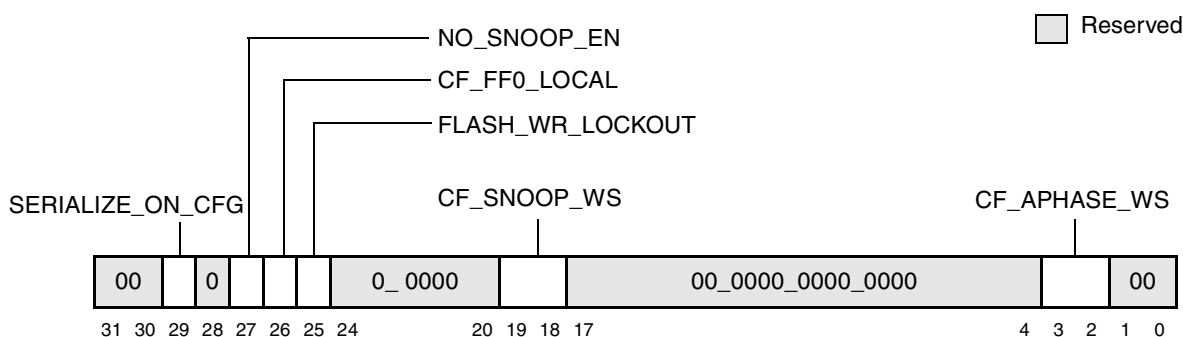 Reserved
NO_SNOOP_EN
CF_FF0_LOCAL
FLASH_WR_LOCKOUT
SERIALIZE_ON_CFG CF_SNOOP_WS CF_APHASE_WS
00 0 0_ 0000 00_0000_0000_0000 00
31 30 29 28 27 26 25 24 20 19 18 17 4 3 2 1 0